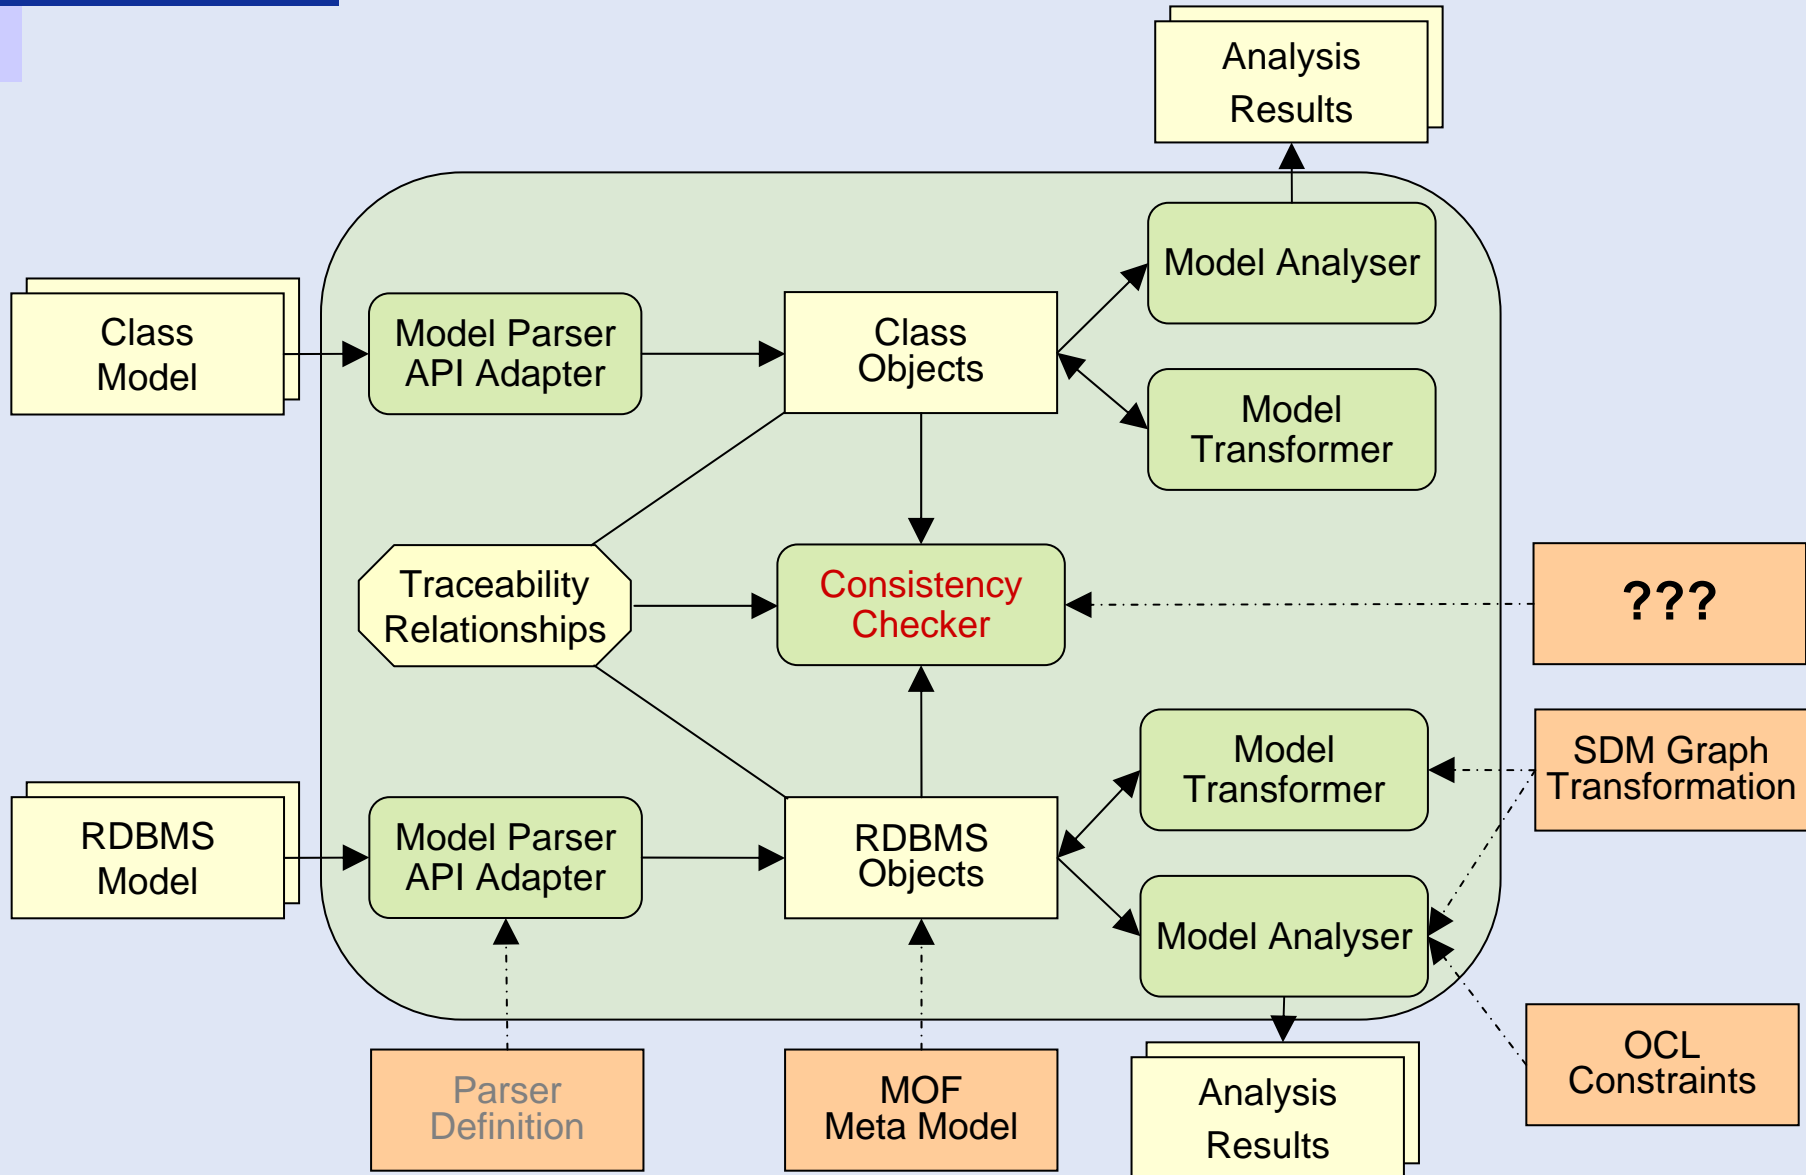 Analysis
Results
Model Analyser
Class
Model
Model Parser
API Adapter
Class
Objects
Model
Transformer
Traceability
Relationships
Consistency
Checker
???
Model
Transformer
SDM Graph
Transformation
RDBMS
Model
Model Parser
API Adapter
RDBMS
Objects
Model Analyser
Parser
Definition
MOF
Meta Model
Analysis
Results
OCL
Constraints